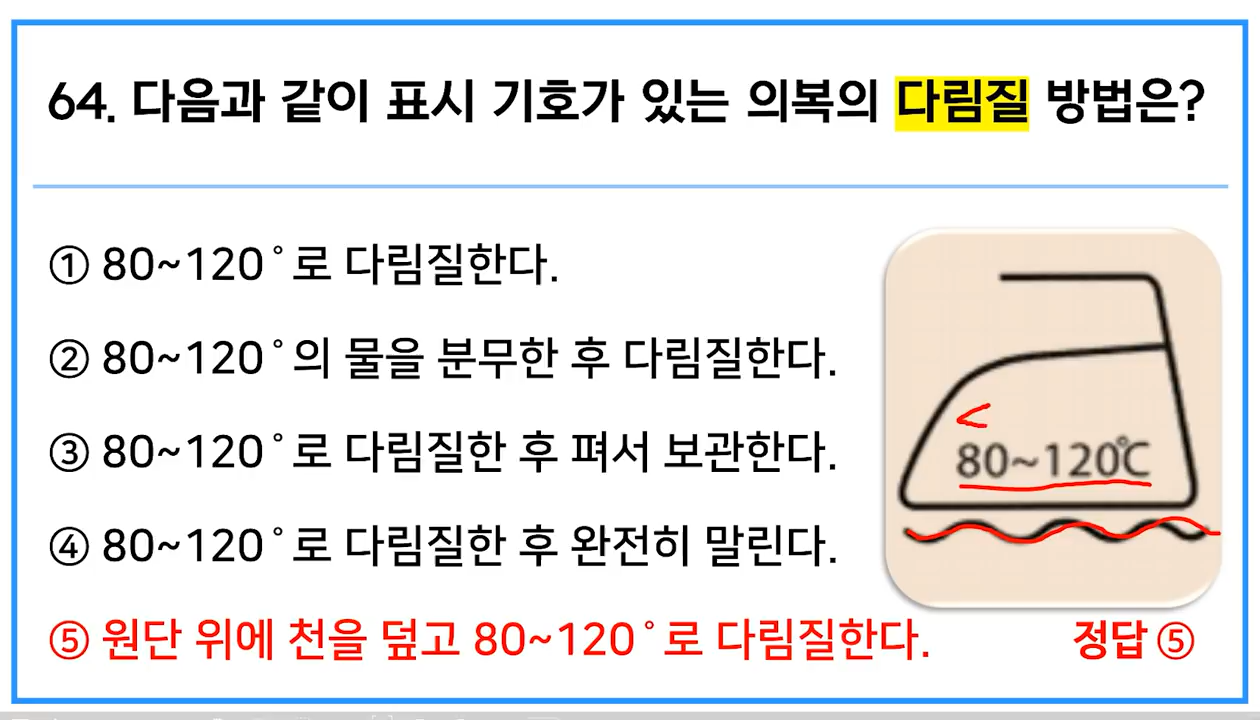 64. 다음과 같이 표시 기호가 있는 의복의 다림질 방법은?
① 80~120˚로 다림질한다.
② 80~120˚의 물을 분무한 후 다림질한다.
③ 80~120˚로 다림질한 후 펴서 보관한다.
④ 80~120˚로 다림질한 후 완전히 말린다.
⑤ 원단 위에 천을 덮고 80~120˚로 다림질한다.
정답 ⑤
80~120℃